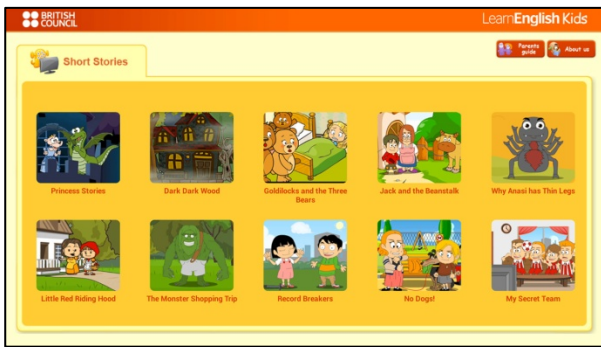 BRITISH
COUNCIL
LearnEnglish Kids
Parents
guide
About us
Short Stories
Princess Stories
Dark Dark Wood
Goldilocks and the Three
Bears
Jack and the Beanstalk
Why Anasi has Thin Legs
Little Red Riding Hood
The Monster Shopping Trip
Record Breakers
No Dogs!
My Secret Team